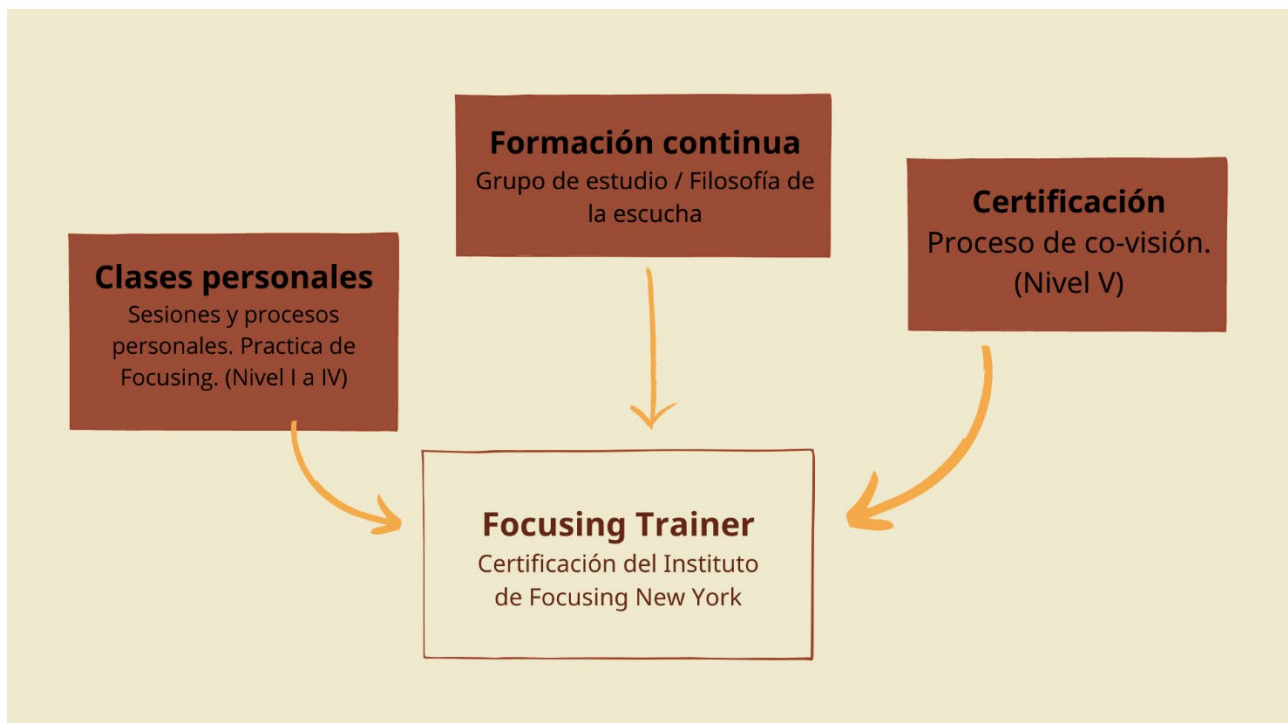 Formación continua
Grupo de estudio / Filosofía de
la escucha
Certificación
Proceso de co-visión.
(Nivel V)
Clases personales
Sesiones y procesos
personales. Practica de
Focusing. (Nivel I a IV)
Focusing Trainer
Certificación del Instituto
de Focusing New York